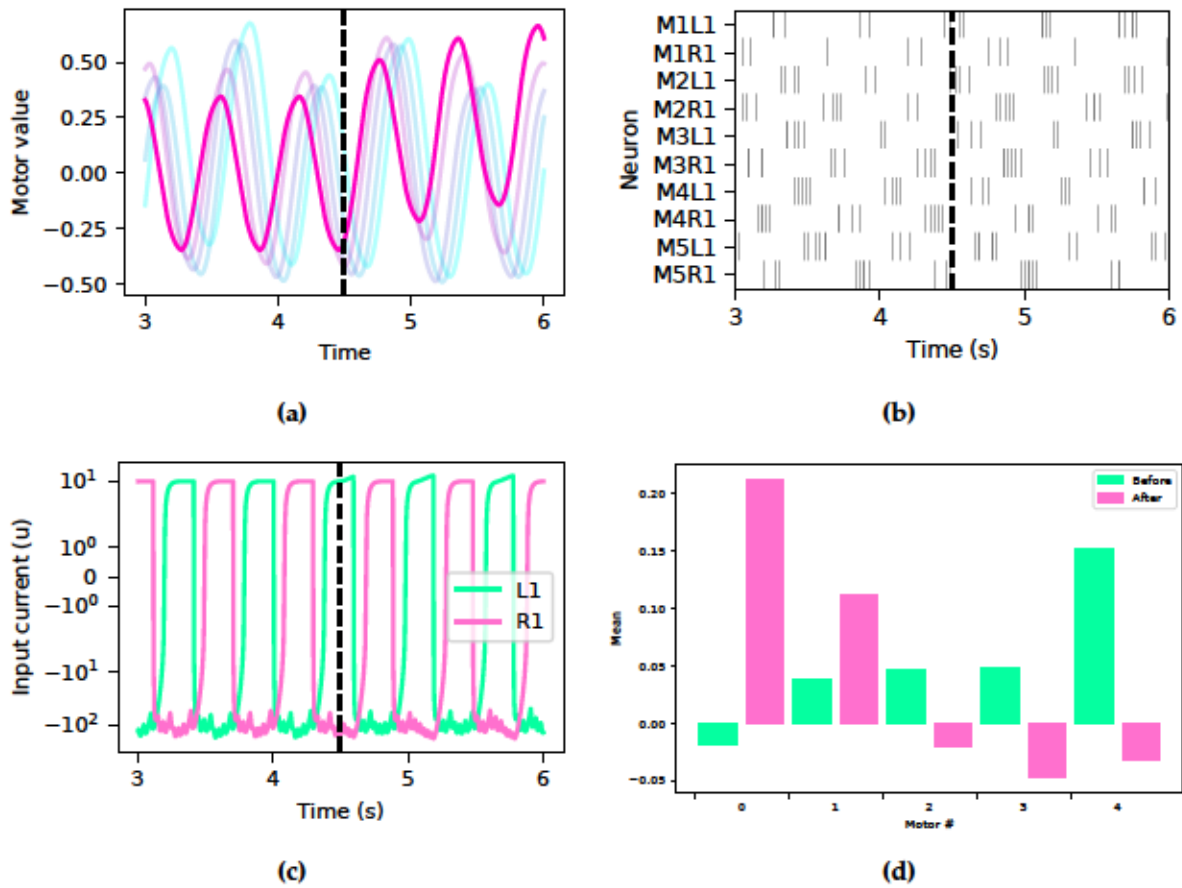 0.50
0.25
0.00
−0.25
−0.50
Motor value
3 4 5 6
Time
(a)
M1L1
M1R1
M2L1
M2R1
M3L1
M3R1
M4L1
M4R1
M5L1
M5R1
Neuron
3 4 5 6
Time (s)
(b)
10¹
10⁰
0
−10⁰
−10¹
−10²
Input current (u)
L1
R1
3 4 5 6
Time (s)
(c)
0.20
0.15
0.10
0.05
0.00
−0.05
Mean
Before
After
0 1 2 3 4
Motor #
(d)